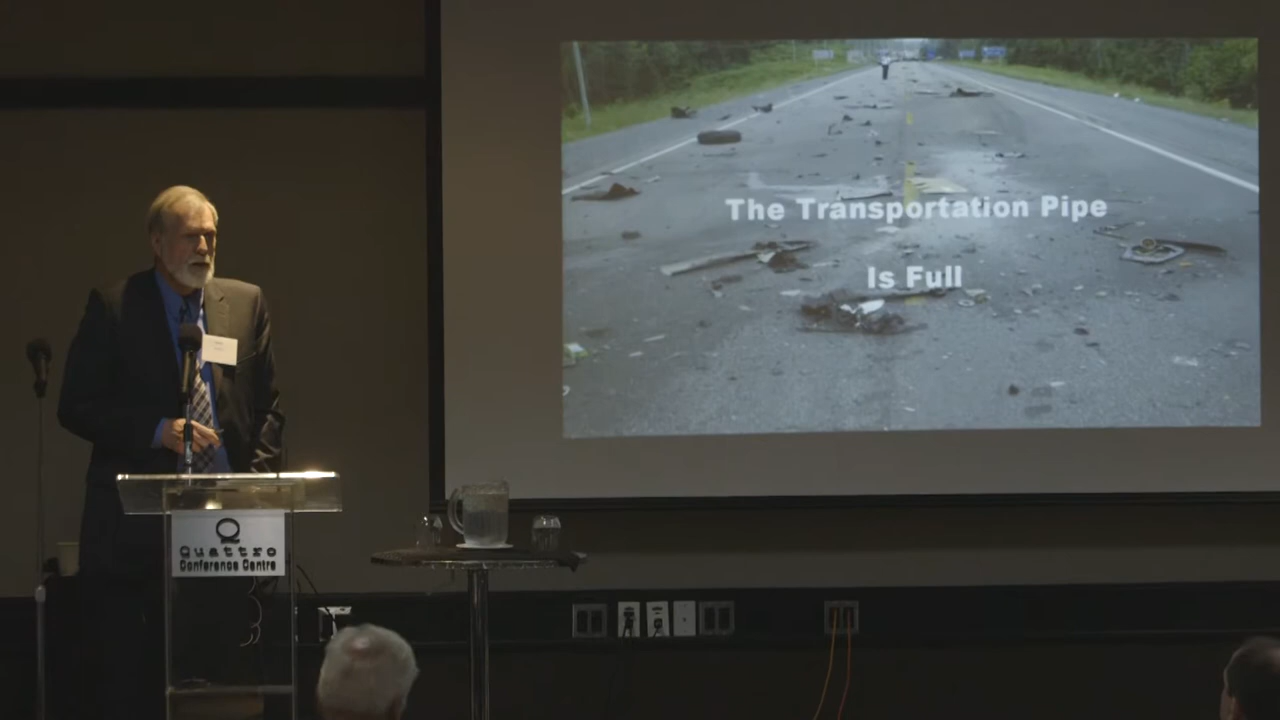 The Transportation Pipe
Is Full
Quattro
Conference Centre